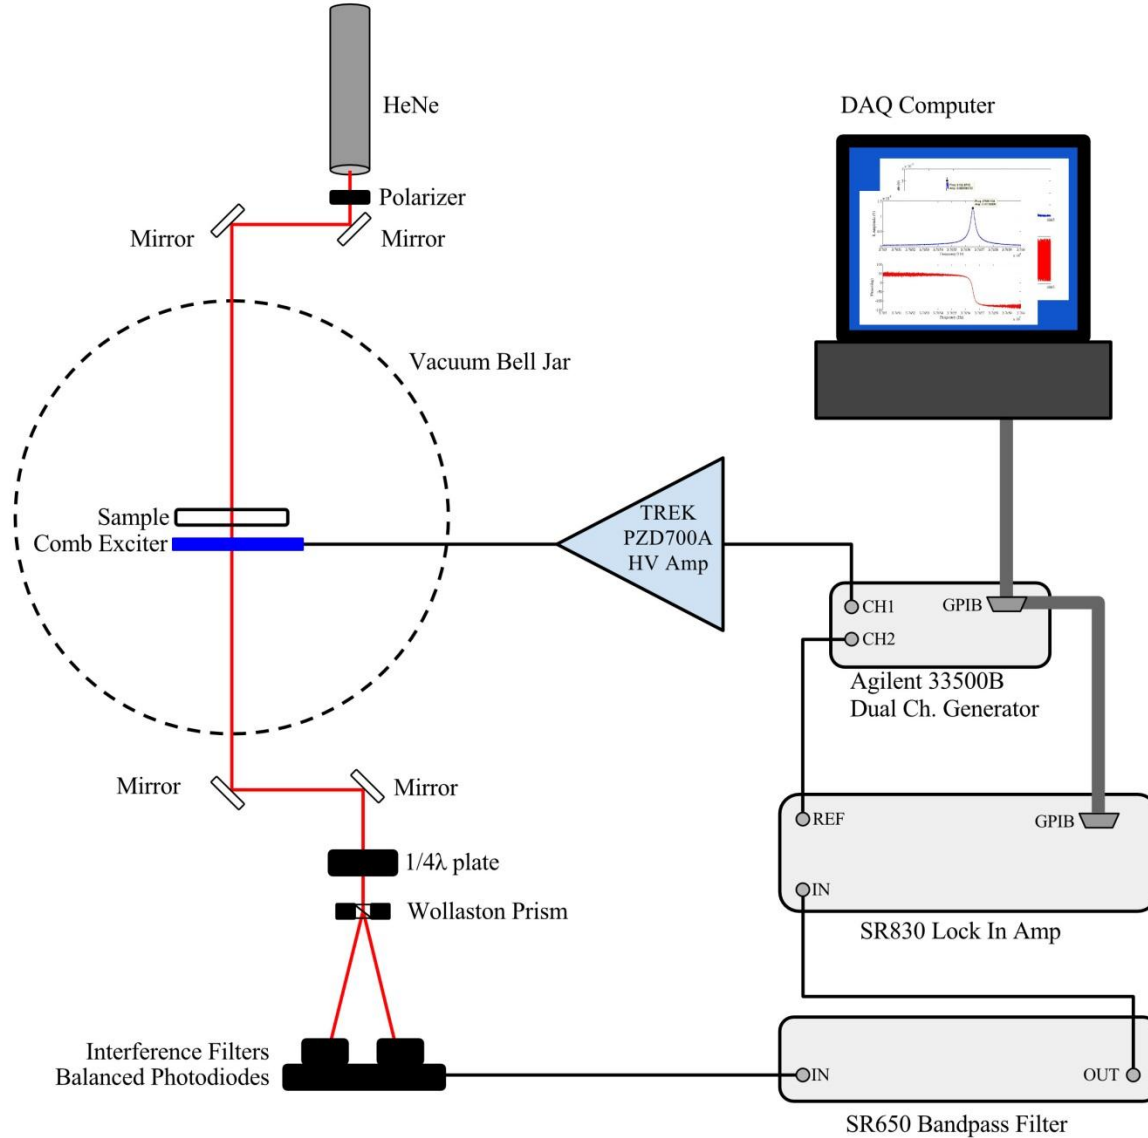 HeNe
DAQ Computer
Polarizer
Mirror
Mirror
Vacuum Bell Jar
Sample
Comb Exciter
TREK
PZD700A
HV Amp
CH1
GPIB
CH2
Agilent 33500B
Dual Ch. Generator
Mirror
Mirror
REF
GPIB
1/4λ plate
IN
Wollaston Prism
SR830 Lock In Amp
Interference Filters
Balanced Photodiodes
IN
OUT
SR650 Bandpass Filter